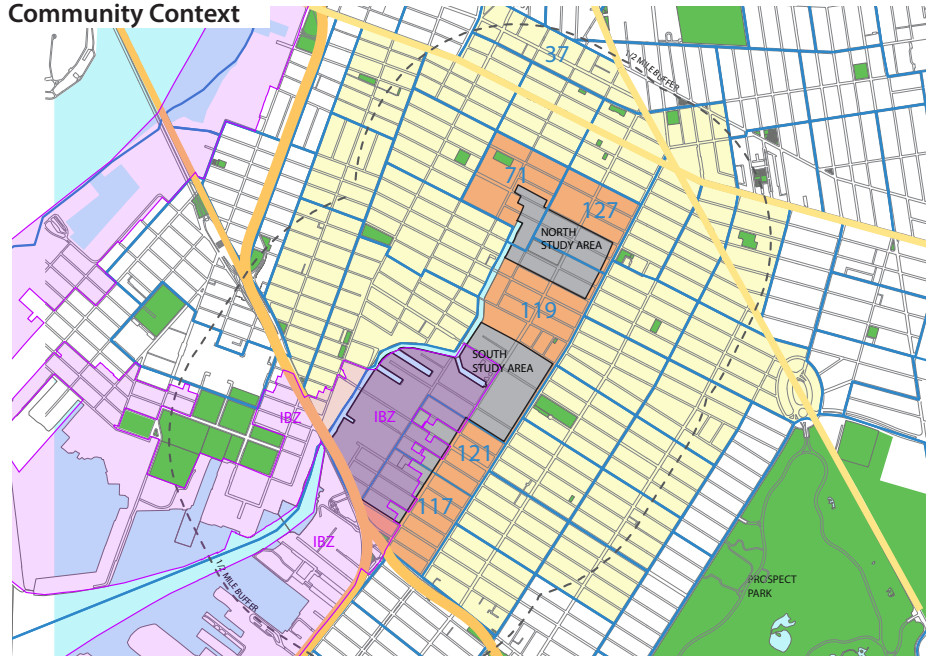 Community Context
37
1/2 MILE BUFFER
71
127
NORTH
STUDY AREA
119
SOUTH
STUDY AREA
IBZ
IBZ
121
117
IBZ
1/2 MILE BUFFER
PROSPECT
PARK